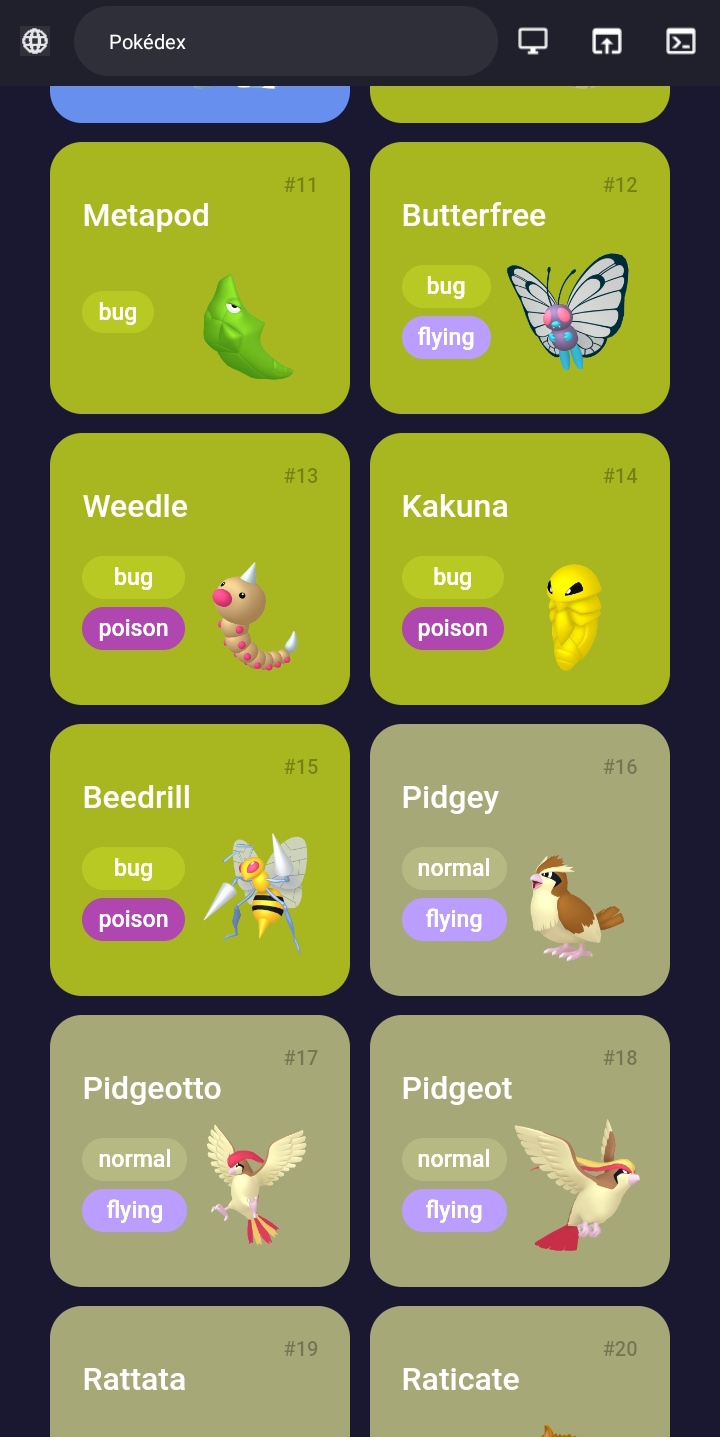 Pokédex
#11
Metapod
bug
#12
Butterfree
bug
flying
#13
Weedle
bug
poison
#14
Kakuna
bug
poison
#15
Beedrill
bug
poison
#16
Pidgey
normal
flying
#17
Pidgeotto
normal
flying
#18
Pidgeot
normal
flying
#19
Rattata
#20
Raticate